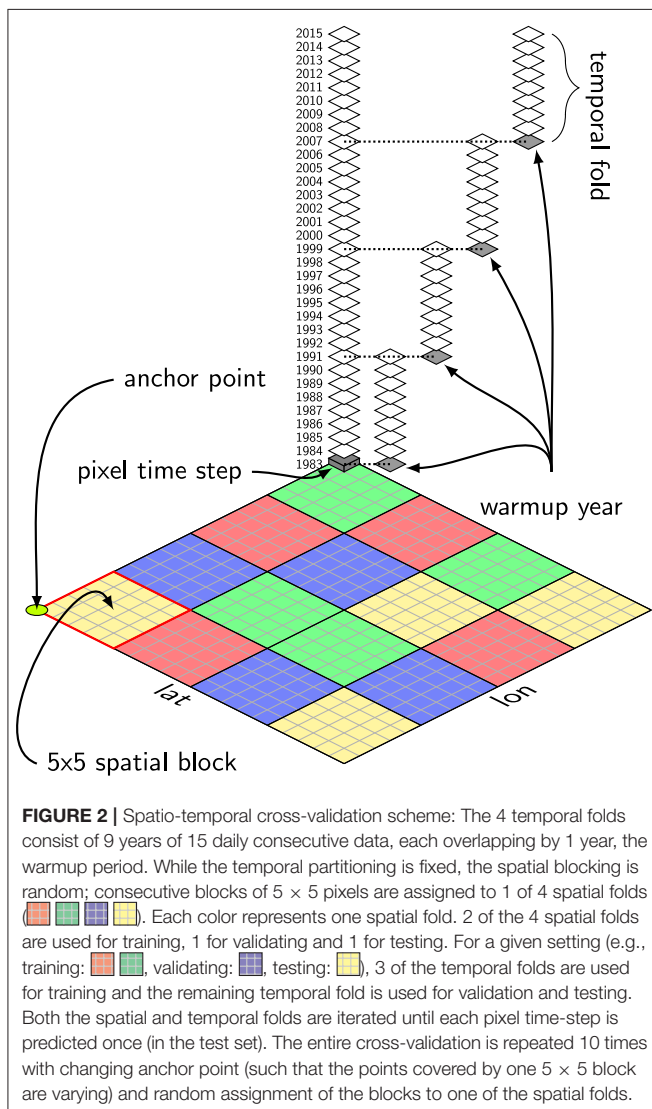 2015
2014
2013
2012
2011
2010
2009
2008
2007
2006
2005
2004
2003
2002
2001
2000
1999
1998
1997
1996
1995
1994
1993
1992
1991
1990
1989
1988
1987
1986
1985
1984
1983
temporal fold
anchor point
pixel time step
warmup year
lat
lon
5x5 spatial block
FIGURE 2 | Spatio-temporal cross-validation scheme: The 4 temporal folds
consist of 9 years of 15 daily consecutive data, each overlapping by 1 year, the
warmup period. While the temporal partitioning is fixed, the spatial blocking is
random; consecutive blocks of 5 × 5 pixels are assigned to 1 of 4 spatial folds
( ). Each color represents one spatial fold. 2 of the 4 spatial folds
are used for training, 1 for validating and 1 for testing. For a given setting (e.g.,
training: , validating: , testing: ), 3 of the temporal folds are used
for training and the remaining temporal fold is used for validation and testing.
Both the spatial and temporal folds are iterated until each pixel time-step is
predicted once (in the test set). The entire cross-validation is repeated 10 times
with changing anchor point (such that the points covered by one 5 × 5 block
are varying) and random assignment of the blocks to one of the spatial folds.